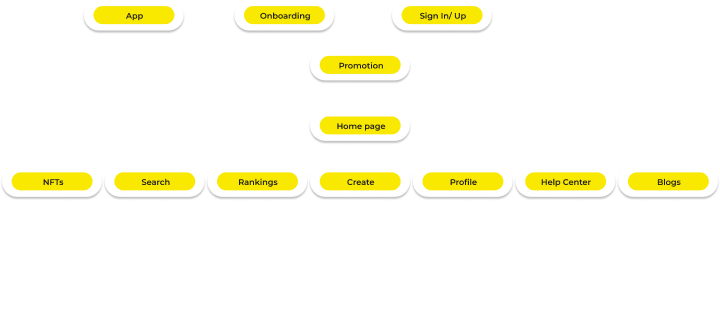 App
Onboarding
Sign In/ Up
Promotion
Home page
NFTs
Search
Rankings
Create
Profile
Help Center
Blogs